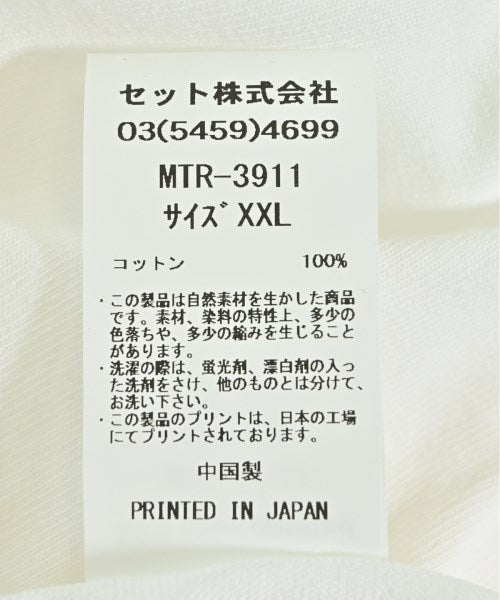 セット株式会社
03(5459)4699
MTR-3911
サイズ XXL
コットン 100%
・この製品は自然素材を生かした商品
です。素材、染料の特性上、多少の
色落ちや、多少の縮みを生じること
があります。
・洗濯の際は、蛍光剤、漂白剤の入っ
た洗剤をさけ、他のものとは分けて、
お洗い下さい。
・この製品のプリントは、日本の工場
にてプリントされております。
中国製
PRINTED IN JAPAN